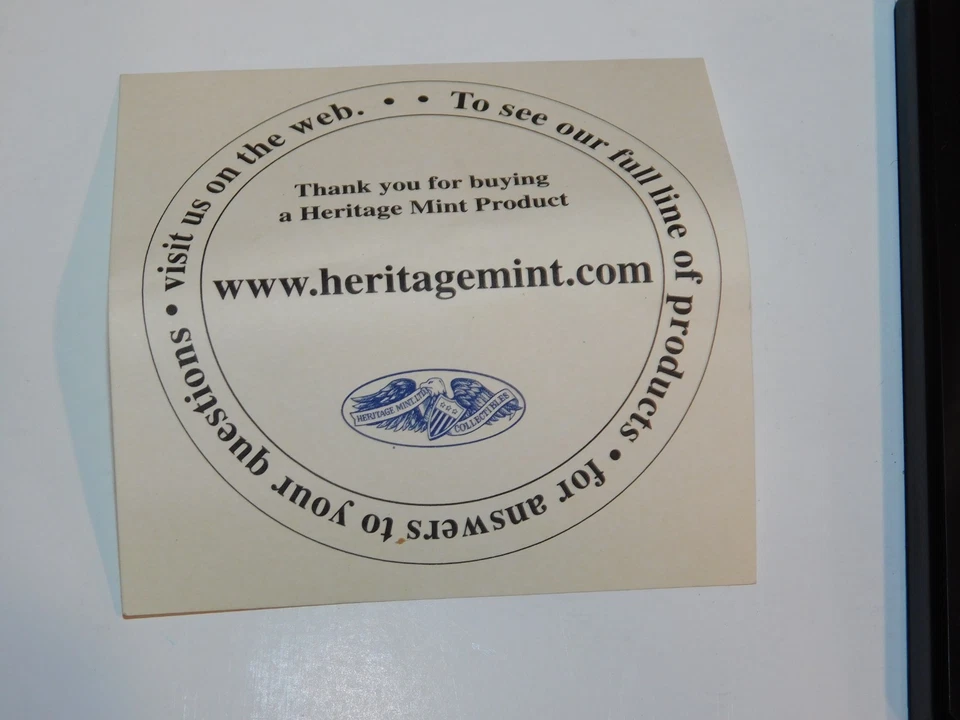 • To see our full line of products • for answers to your questions • visit us on the web. •
Thank you for buying
a Heritage Mint Product
www.heritagemint.com
HERITAGE MINT, LTD.
COLLECTIBLES